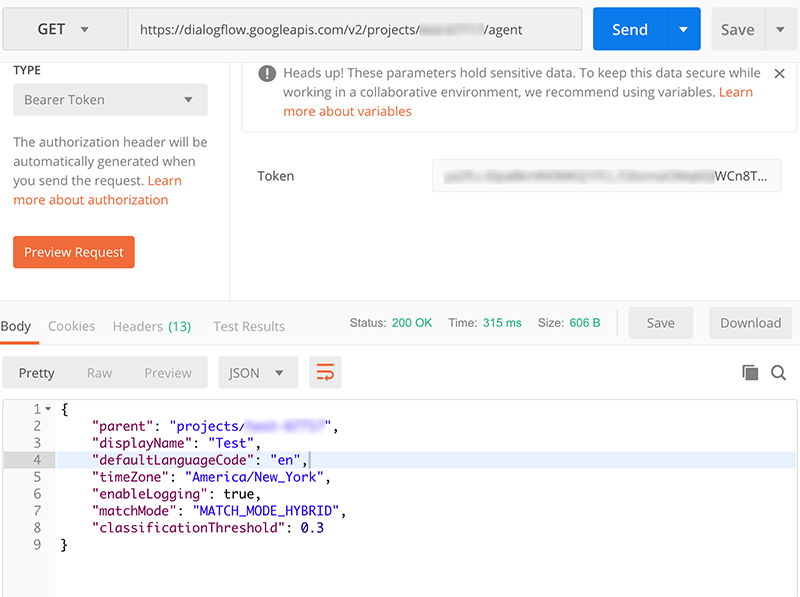 GET
https://dialogflow.googleapis.com/v2/projects/ /agent
Send
Save
TYPE
Bearer Token
The authorization header will be
automatically generated when
you send the request. Learn
more about authorization
Preview Request
Heads up! These parameters hold sensitive data. To keep this data secure while
working in a collaborative environment, we recommend using variables. Learn
more about variables
Token
WCn8T...
Body
Cookies
Headers (13)
Test Results
Status: 200 OK
Time: 315 ms
Size: 606 B
Save
Download
Pretty
Raw
Preview
JSON
1 {
2 "parent": "projects/ ",
3 "displayName": "Test",
4 "defaultLanguageCode": "en",
5 "timeZone": "America/New_York",
6 "enableLogging": true,
7 "matchMode": "MATCH_MODE_HYBRID",
8 "classificationThreshold": 0.3
9 }